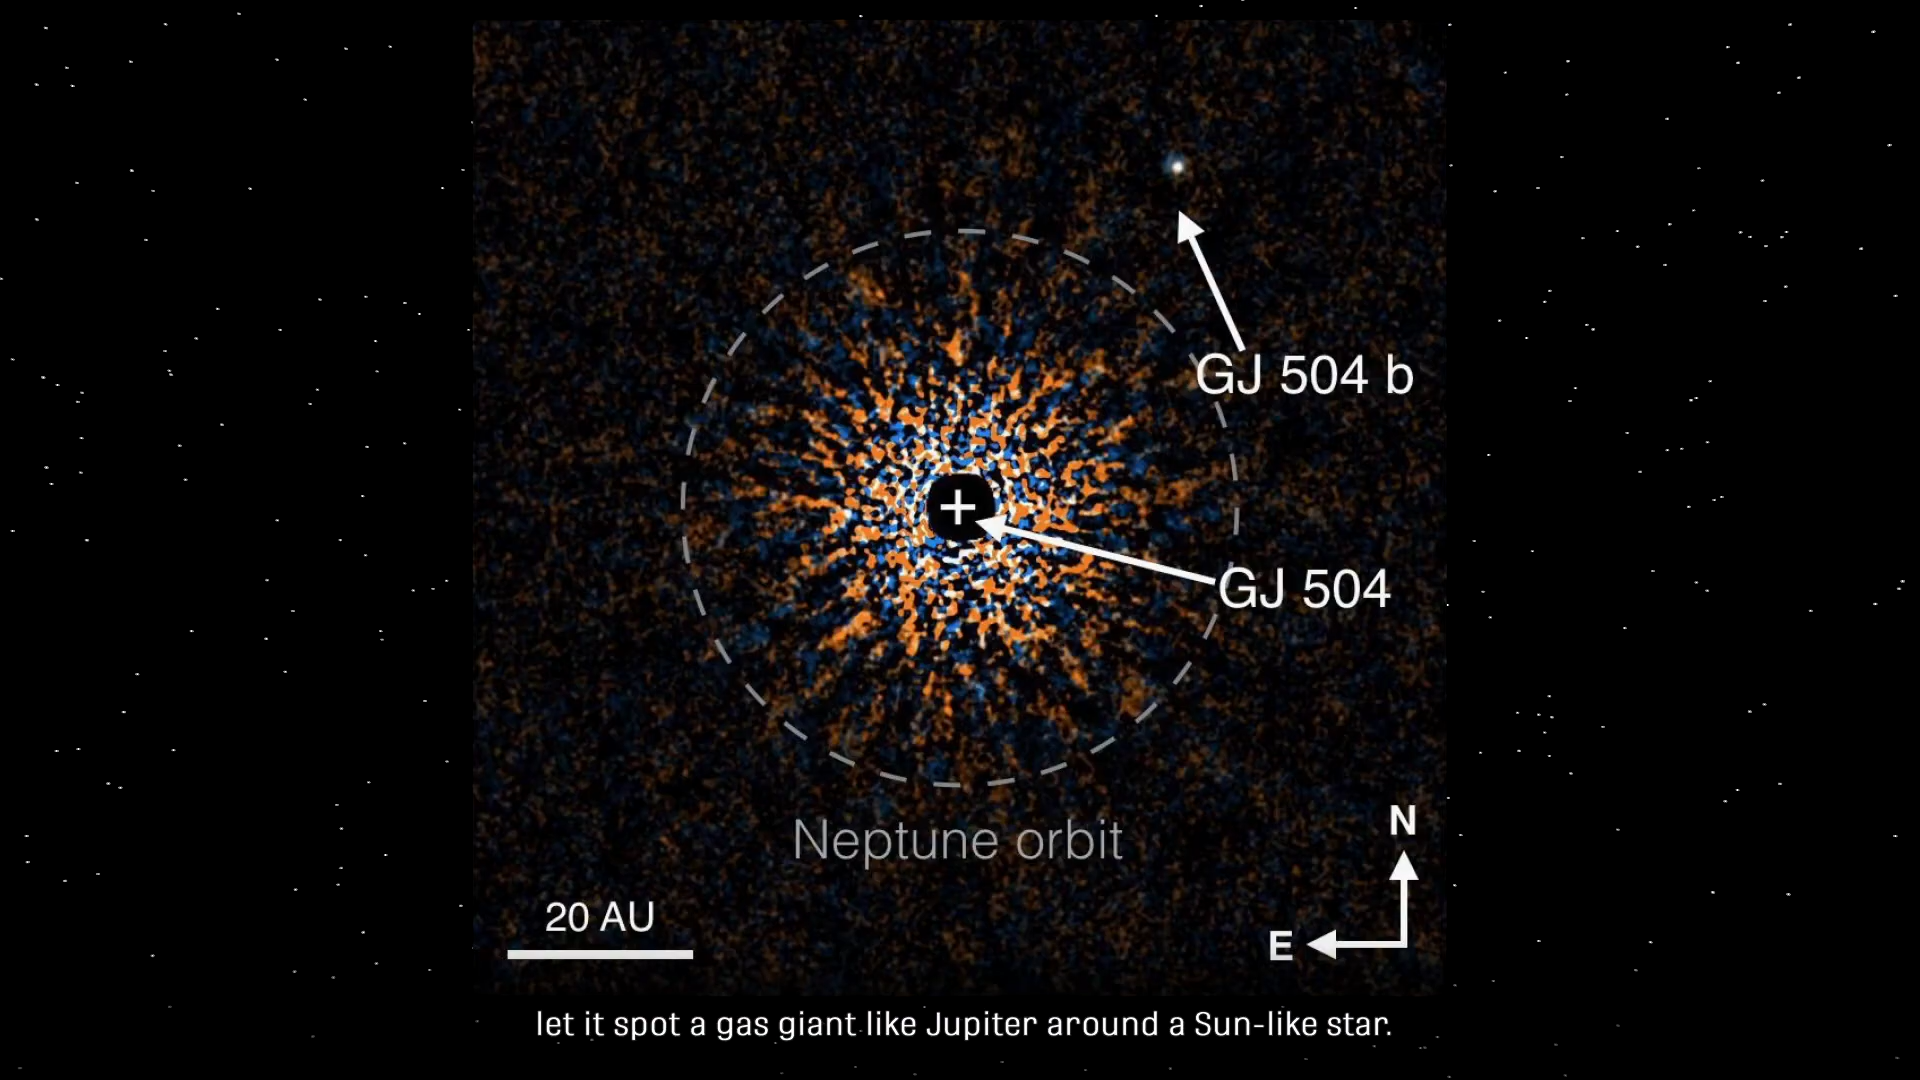 GJ 504 b
GJ 504
Neptune orbit
N
20 AU
E
let it spot a gas giant like Jupiter around a Sun-like star.